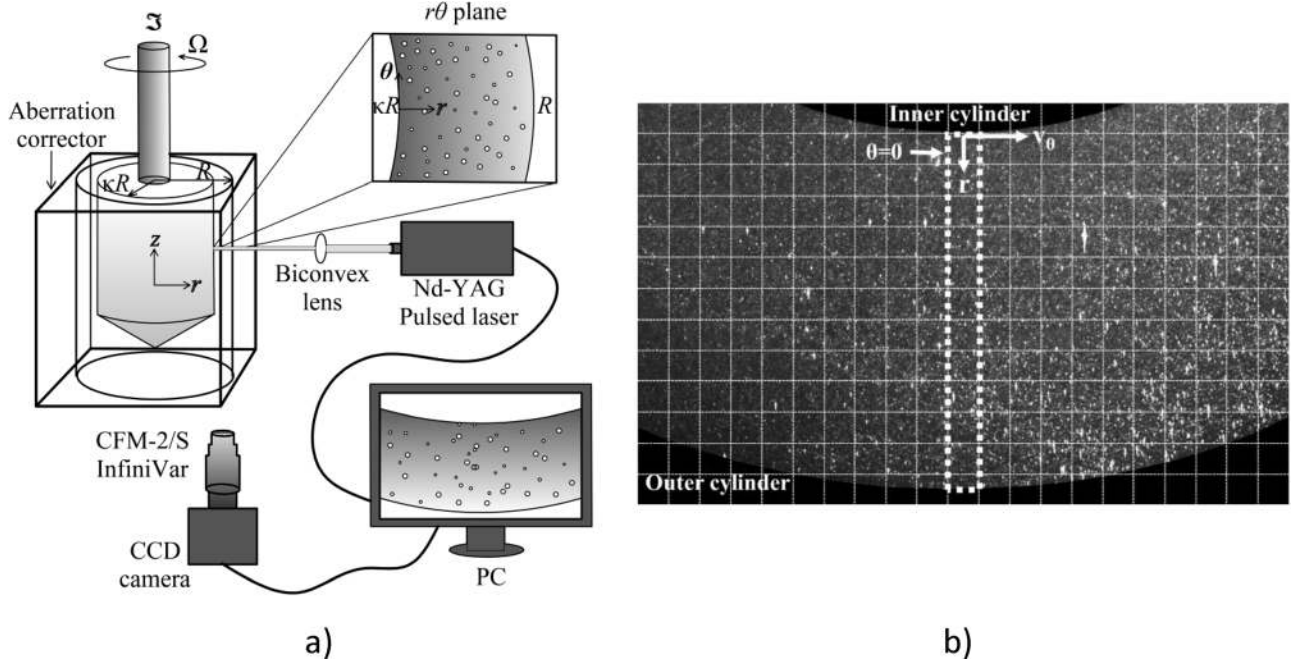 rθ plane
ℑ
Ω
Aberration
corrector
θ
κR
r
R
R
κR
z
r
Biconvex
lens
Nd-YAG
Pulsed laser
CFM-2/S
InfiniVar
CCD
camera
PC
a)
Inner cylinder
θ=0
V₀
r
Outer cylinder
b)